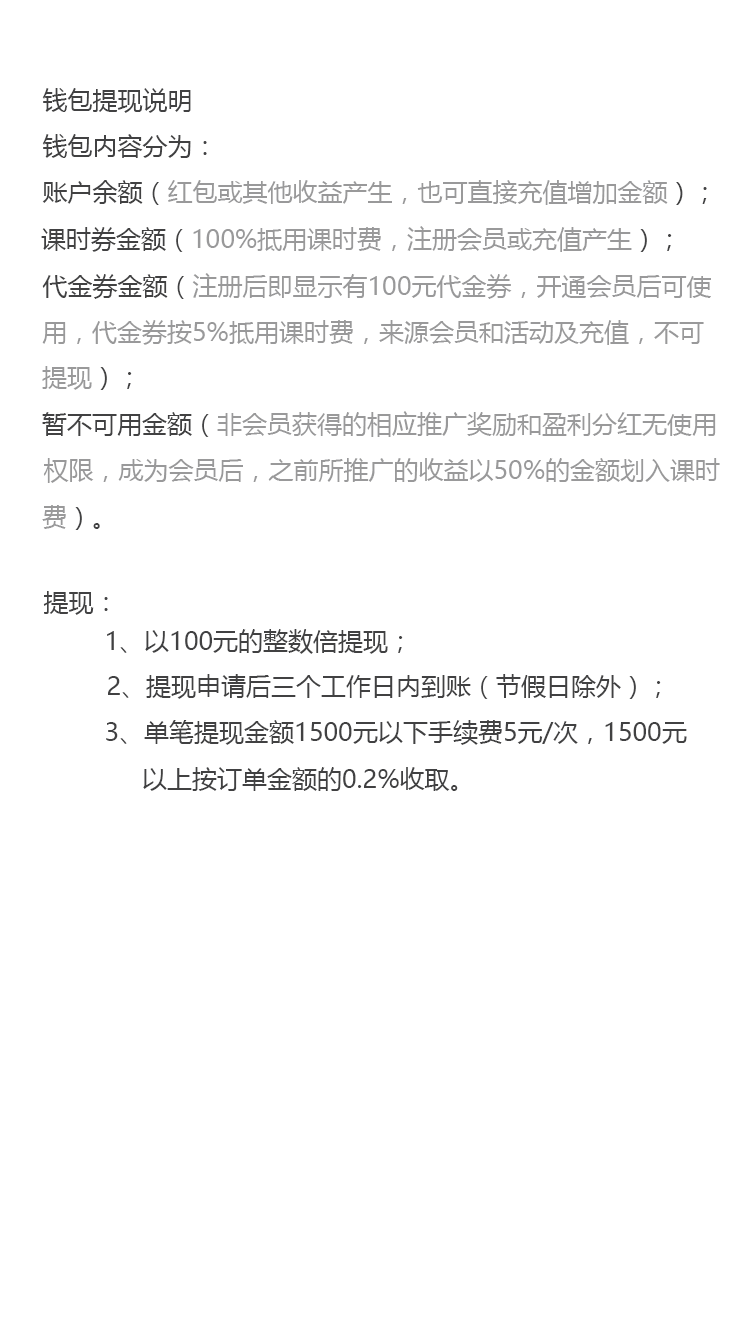 钱包提现说明
钱包内容分为：
账户余额（红包或其他收益产生，也可直接充值增加金额）；
课时券金额（100%抵用课时费，注册会员或充值产生）；
代金券金额（注册后即显示有100元代金券，开通会员后可使
用，代金券按5%抵用课时费，来源会员和活动及充值，不可
提现）；
暂不可用金额（非会员获得的相应推广奖励和盈利分红无使用
权限，成为会员后，之前所推广的收益以50%的金额划入课时
费）。
提现：
1、以100元的整数倍提现；
2、提现申请后三个工作日内到账（节假日除外）；
3、单笔提现金额1500元以下手续费5元/次，1500元
以上按订单金额的0.2%收取。